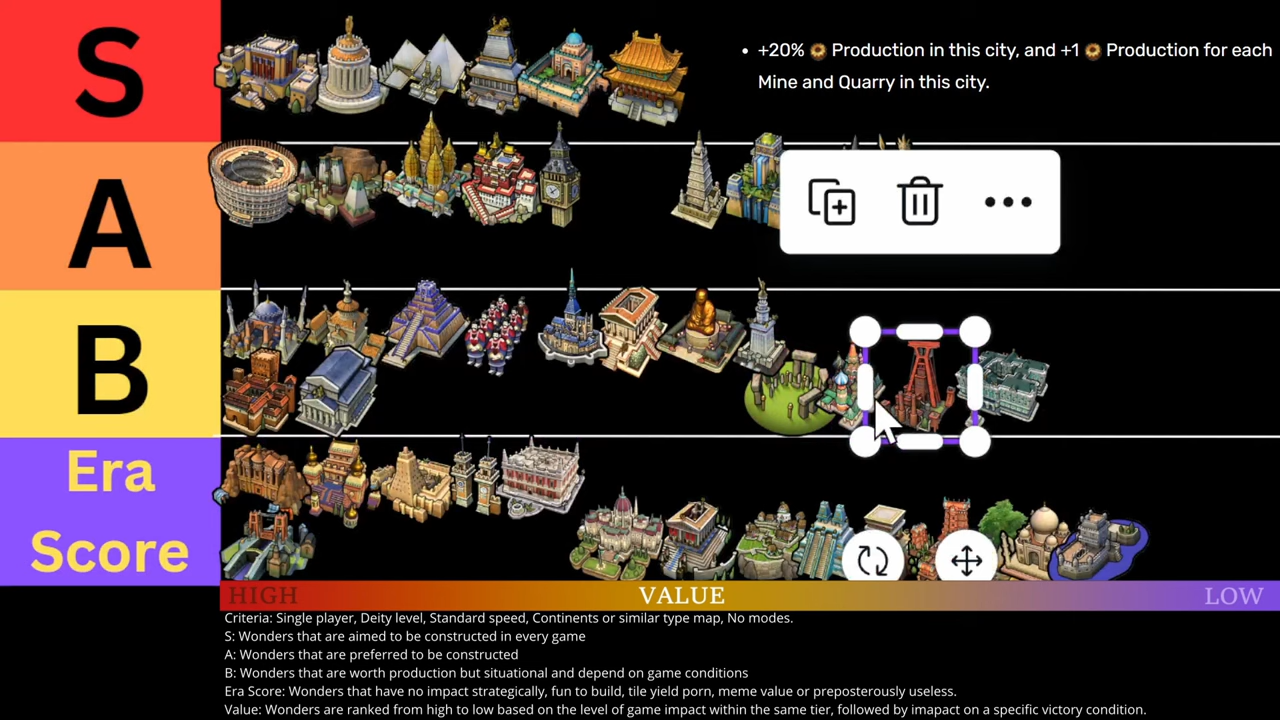 S
+20% Production in this city, and +1 Production for each
Mine and Quarry in this city.
A
B
Era
Score
HIGH VALUE LOW
Criteria: Single player, Deity level, Standard speed, Continents or similar type map, No modes.
S: Wonders that are aimed to be constructed in every game
A: Wonders that are preferred to be constructed
B: Wonders that are worth production but situational and depend on game conditions
Era Score: Wonders that have no impact strategically, fun to build, tile yield porn, meme value or preposterously useless.
Value: Wonders are ranked from high to low based on the level of game impact within the same tier, followed by imapact on a specific victory condition.